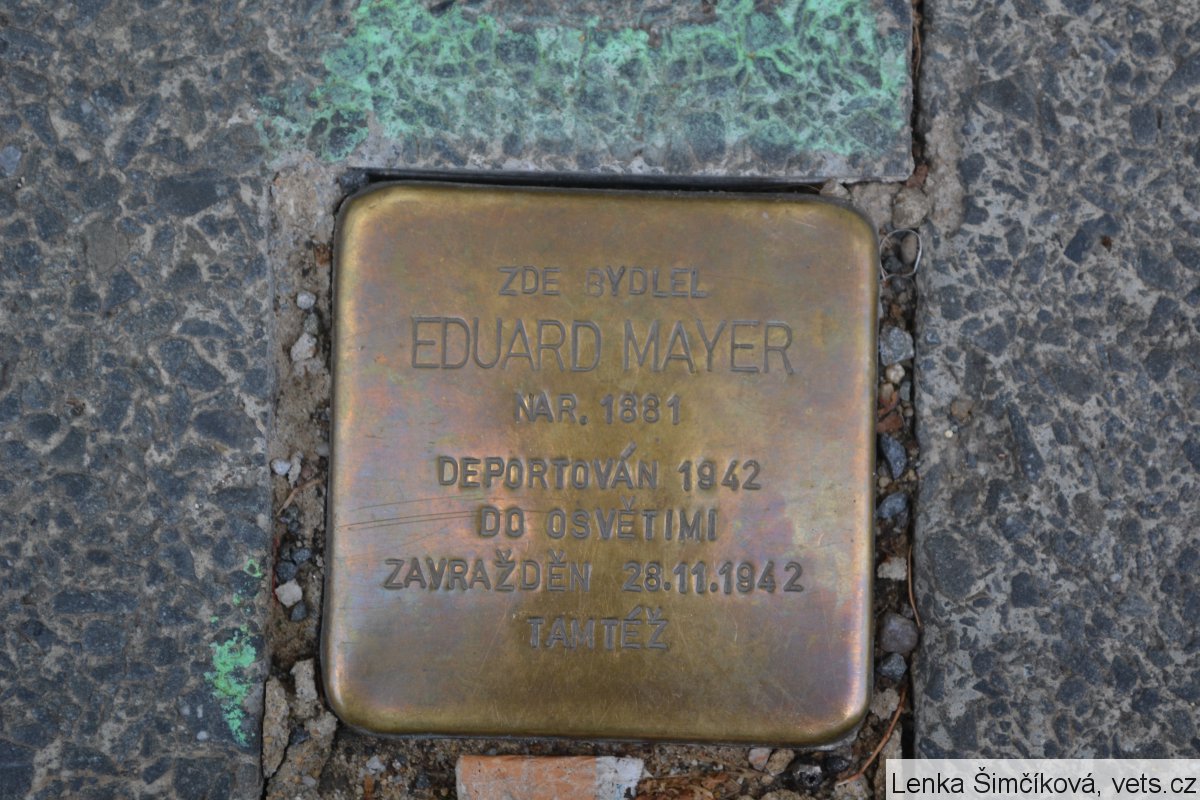 ZDE BYDLEL
EDUARD MAYER
NAR. 1881
DEPORTOVÁN 1942
DO OSVĚTIMI
ZAVRAŽDĚN 28.11.1942
TAMTÉŽ
Lenka Šimčíková, vets.cz